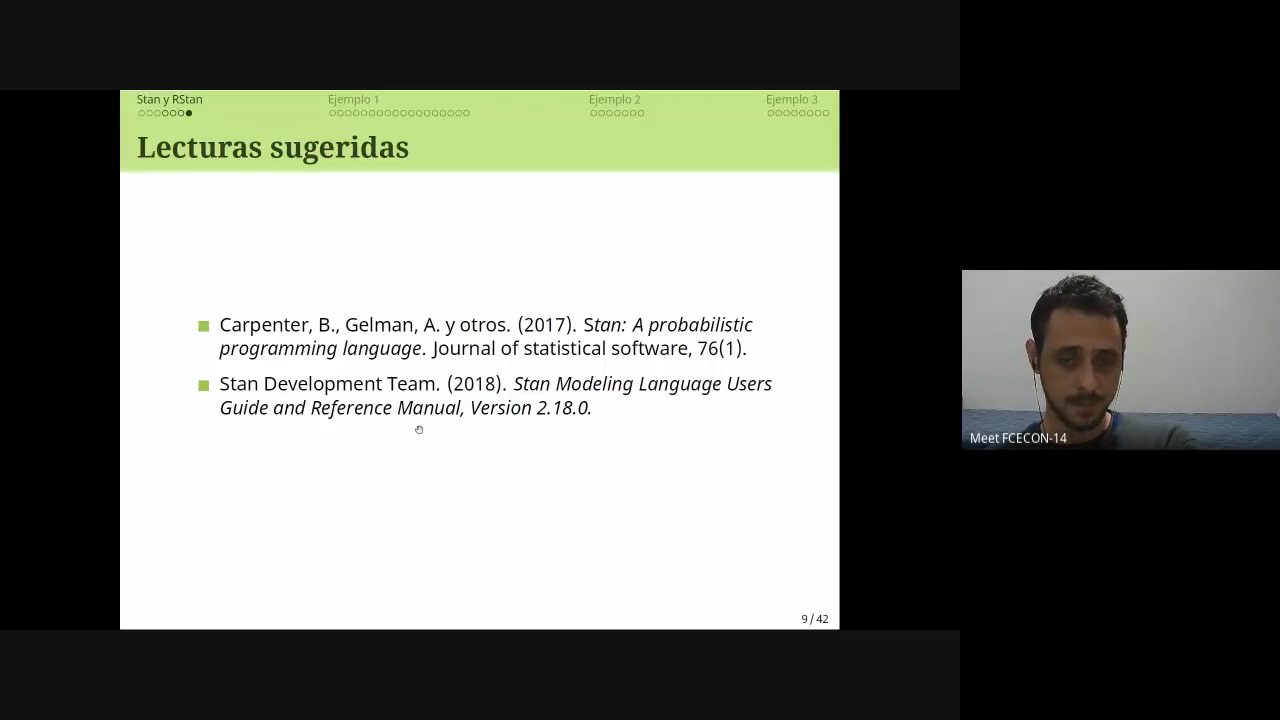 Stan y RStan
Ejemplo 1
Ejemplo 2
Ejemplo 3
Lecturas sugeridas
Carpenter, B., Gelman, A. y otros. (2017). Stan: A probabilistic
programming language. Journal of statistical software, 76(1).
Stan Development Team. (2018). Stan Modeling Language Users
Guide and Reference Manual, Version 2.18.0.
9 / 42
Meet FCECON-14